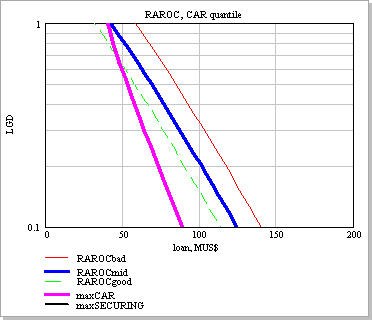 RAROC, CAR quantile
1
LGD
0.1
0 50 100 150 200
loan, MUS$
RAROCbad
RAROCmid
RAROCgood
maxCAR
maxSECURING